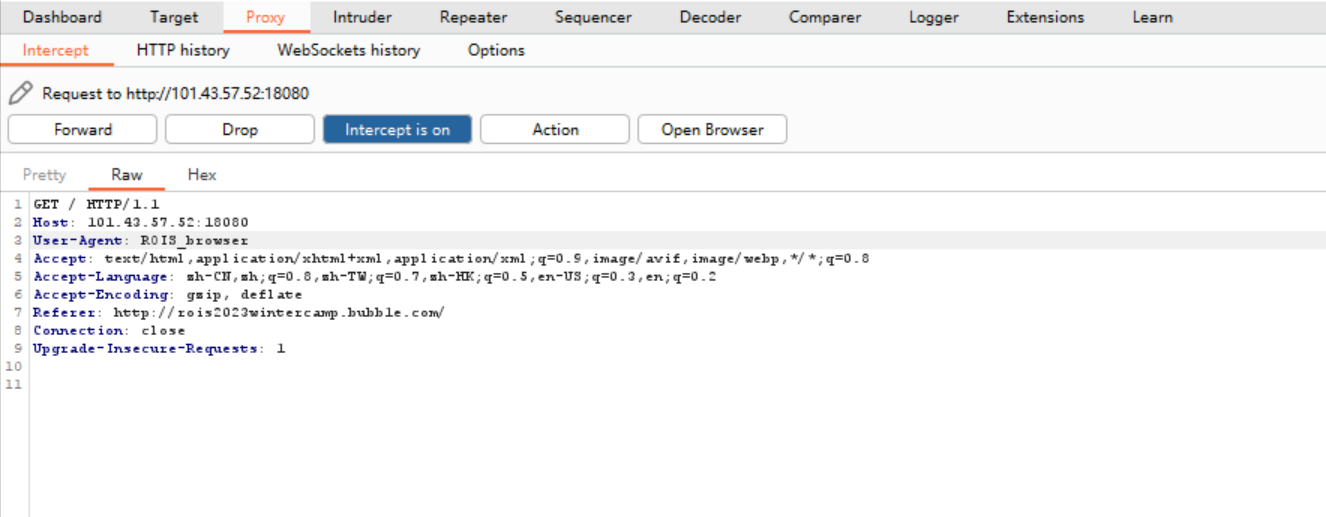 Dashboard Target Proxy Intruder Repeater Sequencer Decoder Comparer Logger Extensions Learn
Intercept HTTP history WebSockets history Options
Request to http://101.43.57.52:18080
Forward Drop Intercept is on Action Open Browser
Pretty Raw Hex
1 GET / HTTP/1.1
2 Host: 101.43.57.52:18080
3 User-Agent: ROIS_browser
4 Accept: text/html,application/xhtml+xml,application/xml;q=0.9,image/avif,image/webp,*/*;q=0.8
5 Accept-Language: zh-CN,zh;q=0.8,zh-TW;q=0.7,zh-HK;q=0.5,en-US;q=0.3,en;q=0.2
6 Accept-Encoding: gzip, deflate
7 Referer: http://rois2023wintercamp.bubble.com/
8 Connection: close
9 Upgrade-Insecure-Requests: 1
10
11